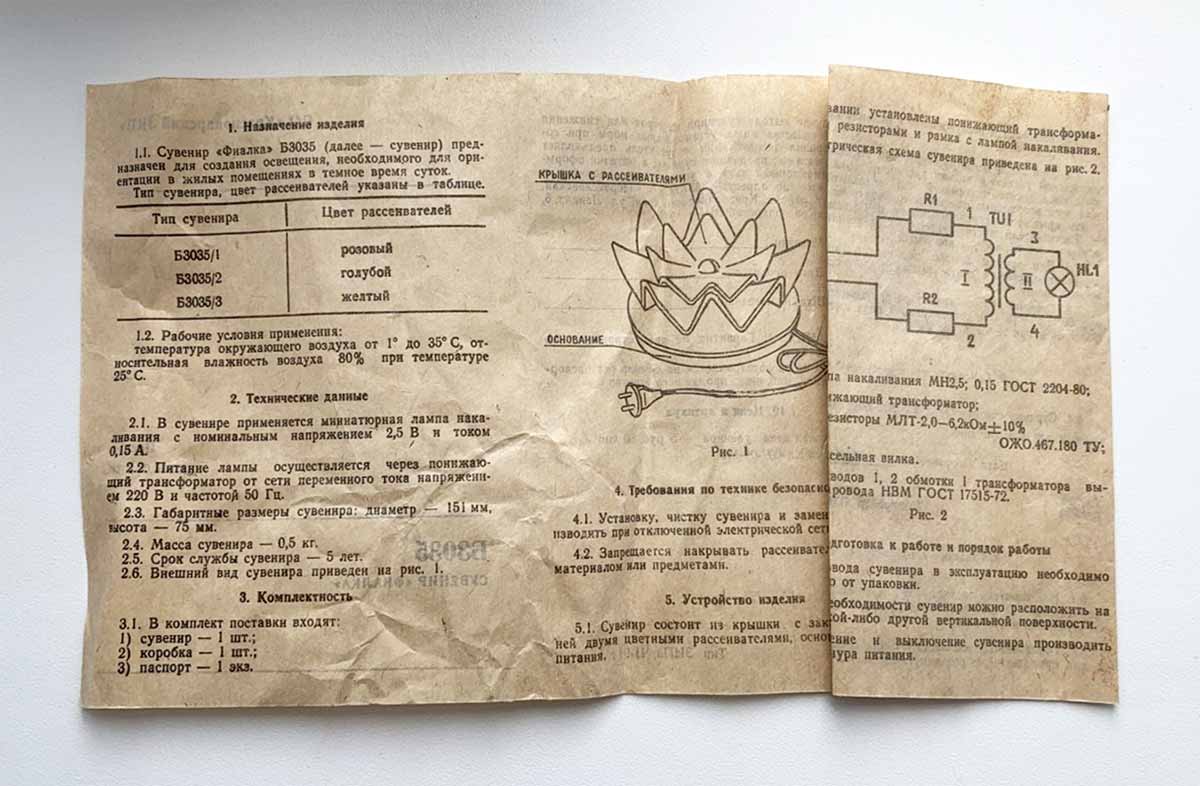 1. Назначение изделия
1.1. Сувенир «Фиалка» Б3035 (далее — сувенир) пред-
назначен для создания освещения, необходимого для ори-
ентации в жилых помещениях в темное время суток.
Тип сувенира, цвет рассеивателей указаны в таблице.
Тип сувенира
Цвет рассеивателей
Б3035/1
розовый
Б3035/2
голубой
Б3035/3
желтый
1.2. Рабочие условия применения:
температура окружающего воздуха от 1° до 35°С, от-
носительная влажность воздуха 80% при температуре
25°С.
2. Технические данные
2.1. В сувенире применяется миниатюрная лампа нака-
ливания с номинальным напряжением 2,5 В и током
0,15 А.
2.2. Питание лампы осуществляется через понижаю-
щий трансформатор от сети переменного тока напряжени-
ем 220 В и частотой 50 Гц.
2.3. Габаритные размеры сувенира: диаметр — 151 мм,
высота — 75 мм.
2.4. Масса сувенира — 0,5 кг.
2.5. Срок службы сувенира — 5 лет.
2.6. Внешний вид сувенира приведен на рис. 1.
3. Комплектность
3.1. В комплект поставки входят:
1) сувенир — 1 шт.;
2) коробка — 1 шт.;
3) паспорт — 1 экз.
КРЫШКА С РАССЕИВАТЕЛЯМИ
ОСНОВАНИЕ
Рис. 1
4. Требования по технике безопасно
4.1. Установку, чистку сувенира и замен
изводить при отключенной электрической сет
4.2. Запрещается накрывать рассеивате
материалом или предметами.
5. Устройство изделия
5.1. Сувенир состоит из крышки с зак
ней двумя цветными рассеивателями, осно
питания.
вании установлены понижающий трансформа-
резисторами и рамка с лампой накаливания.
трическая схема сувенира приведена на рис. 2.
R1
1
TU1
3
I
II
HL1
R2
2
4
па накаливания МН2,5; 0,15 ГОСТ 2204-80;
ижающий трансформатор;
езисторы МЛТ-2,0—6,2кОм±10%
ОЖО.467.180 ТУ;
сельная вилка.
водов 1, 2 обмотки I трансформатора вы-
провода НВМ ГОСТ 17515-72.
Рис. 2
дготовка к работе и порядок работы
вода сувенира в эксплуатацию необходимо
о от упаковки.
еобходимости сувенир можно расположить на
ой-либо другой вертикальной поверхности.
ение и выключение сувенира производить
ура питания.